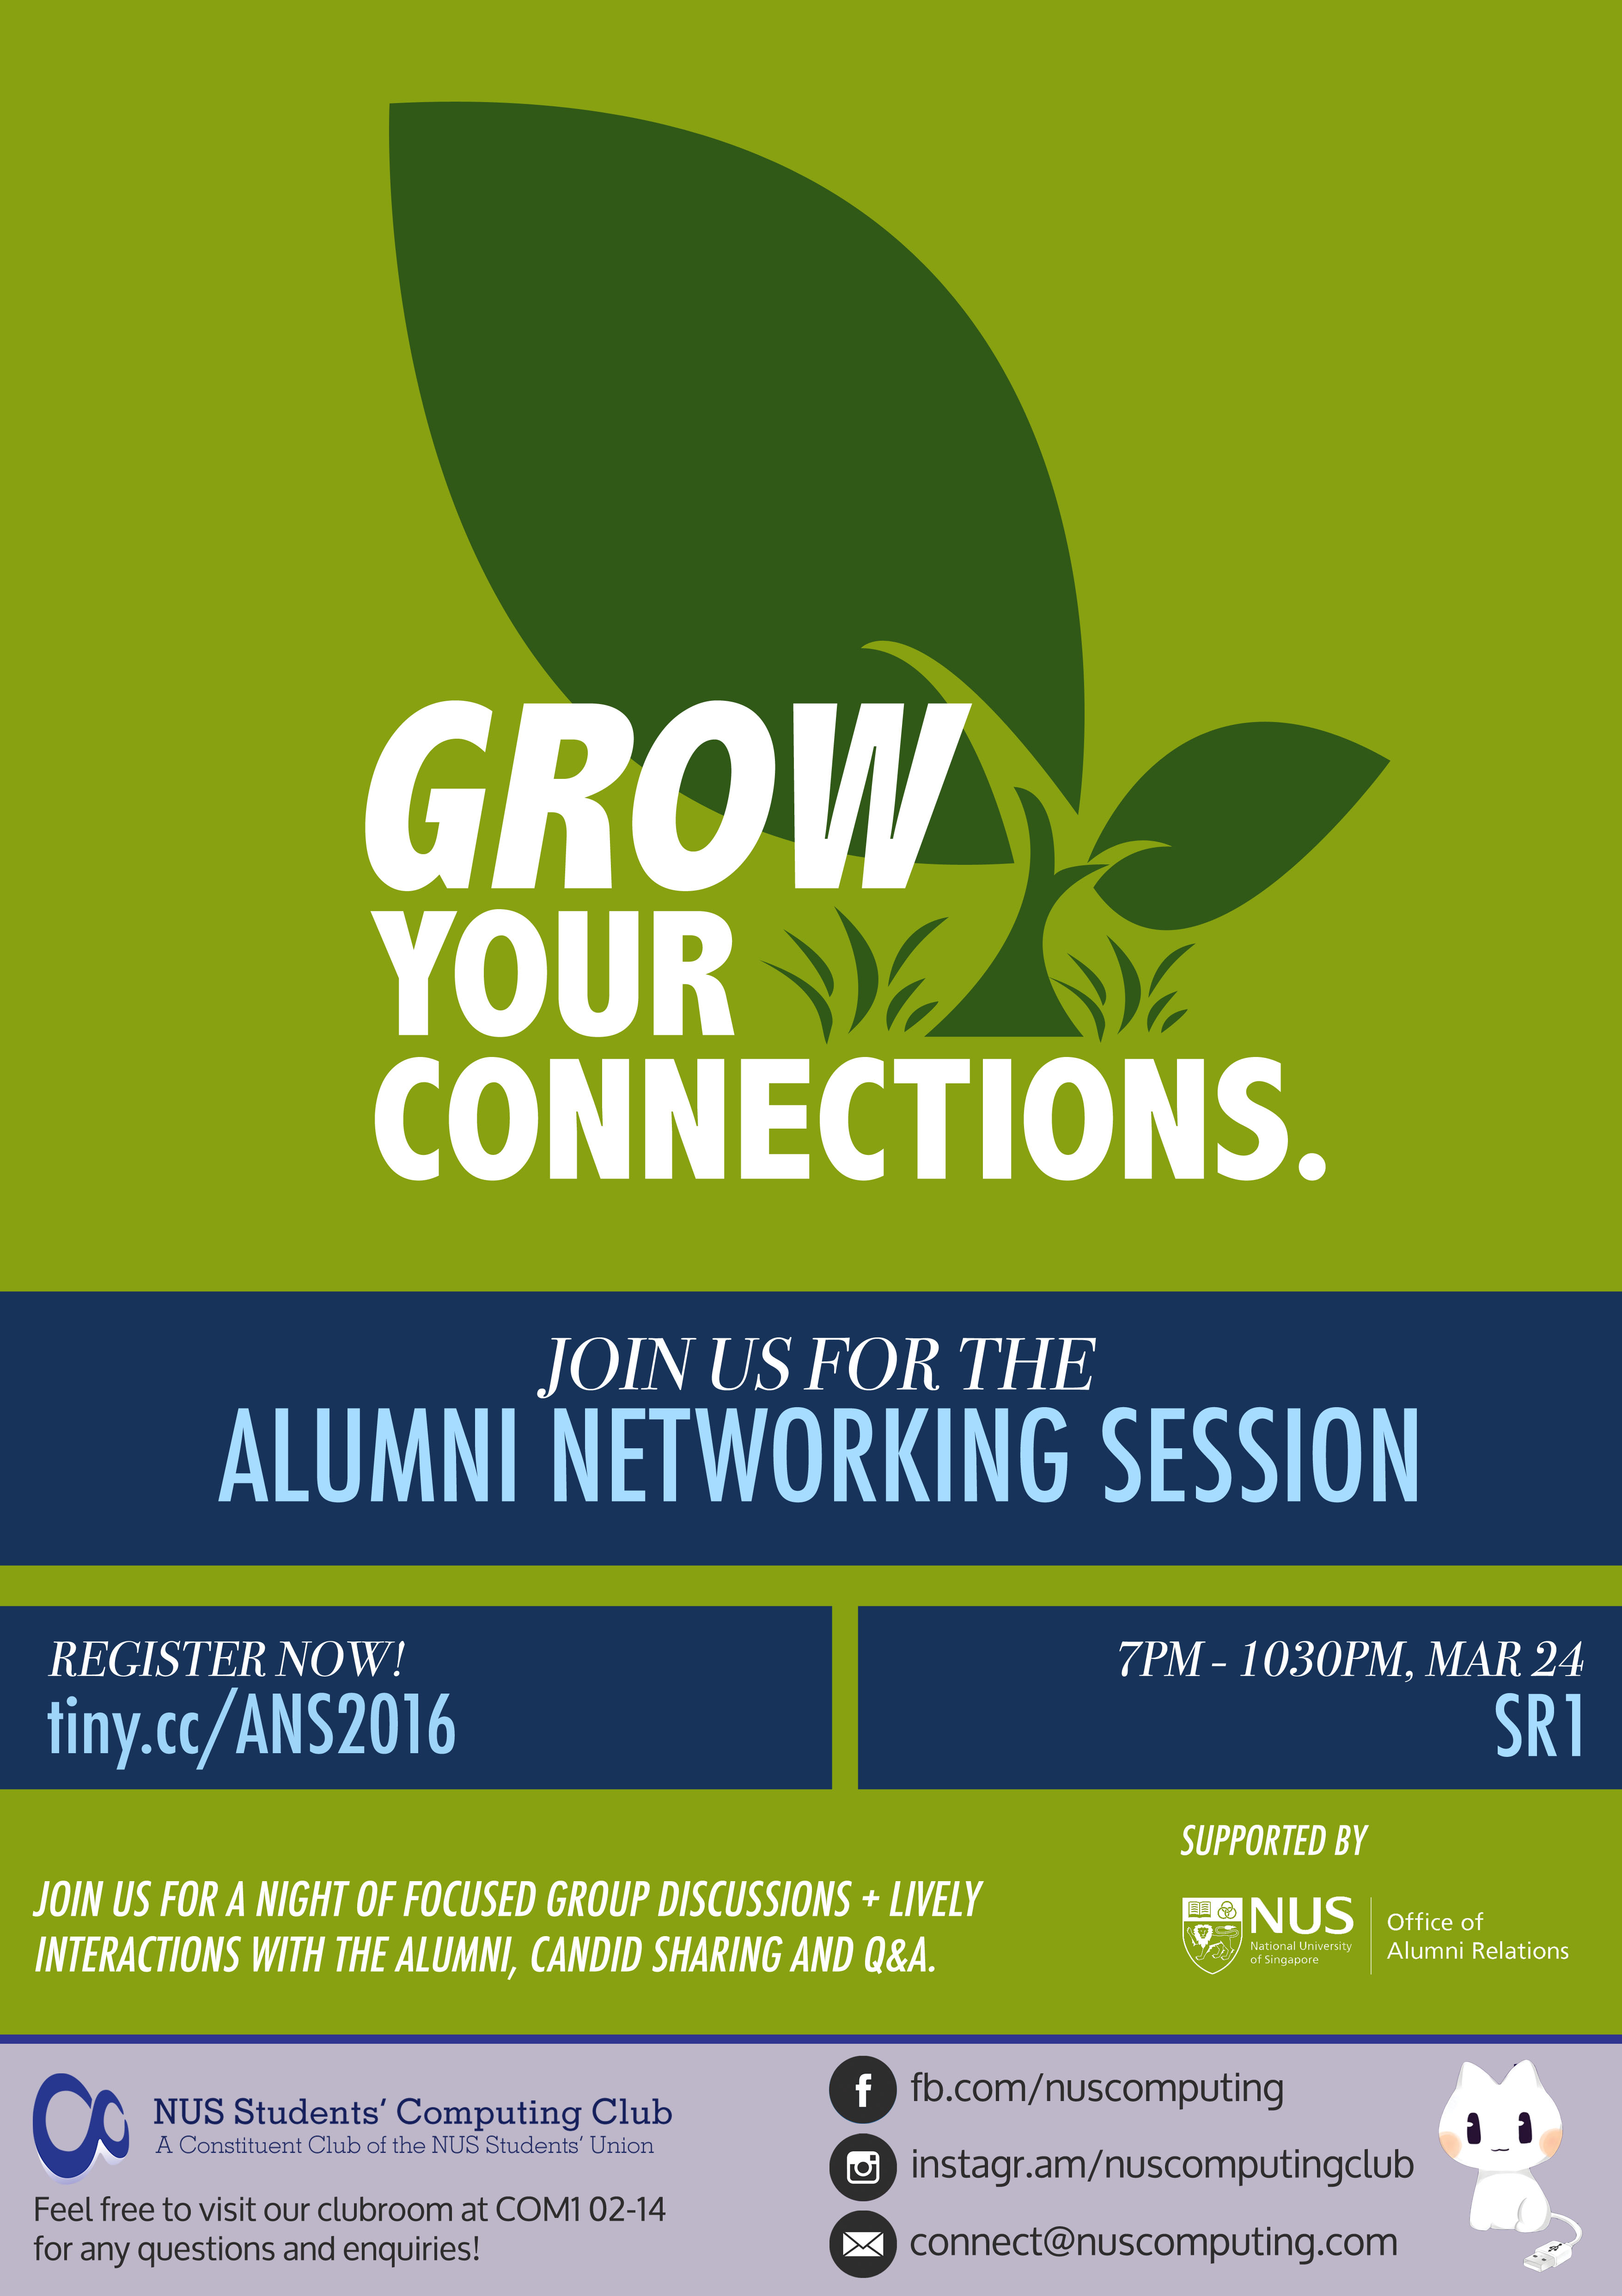 GROW
YOUR
CONNECTIONS.
JOIN US FOR THE
ALUMNI NETWORKING SESSION
REGISTER NOW!
tiny.cc/ANS2016
7PM - 1030PM, MAR 24
SR1
JOIN US FOR A NIGHT OF FOCUSED GROUP DISCUSSIONS + LIVELY
INTERACTIONS WITH THE ALUMNI, CANDID SHARING AND Q&A.
SUPPORTED BY
NUS
National University
of Singapore
Office of
Alumni Relations
NUS Students' Computing Club
A Constituent Club of the NUS Students' Union
Feel free to visit our clubroom at COM1 02-14
for any questions and enquiries!
fb.com/nuscomputing
instagr.am/nuscomputingclub
connect@nuscomputing.com